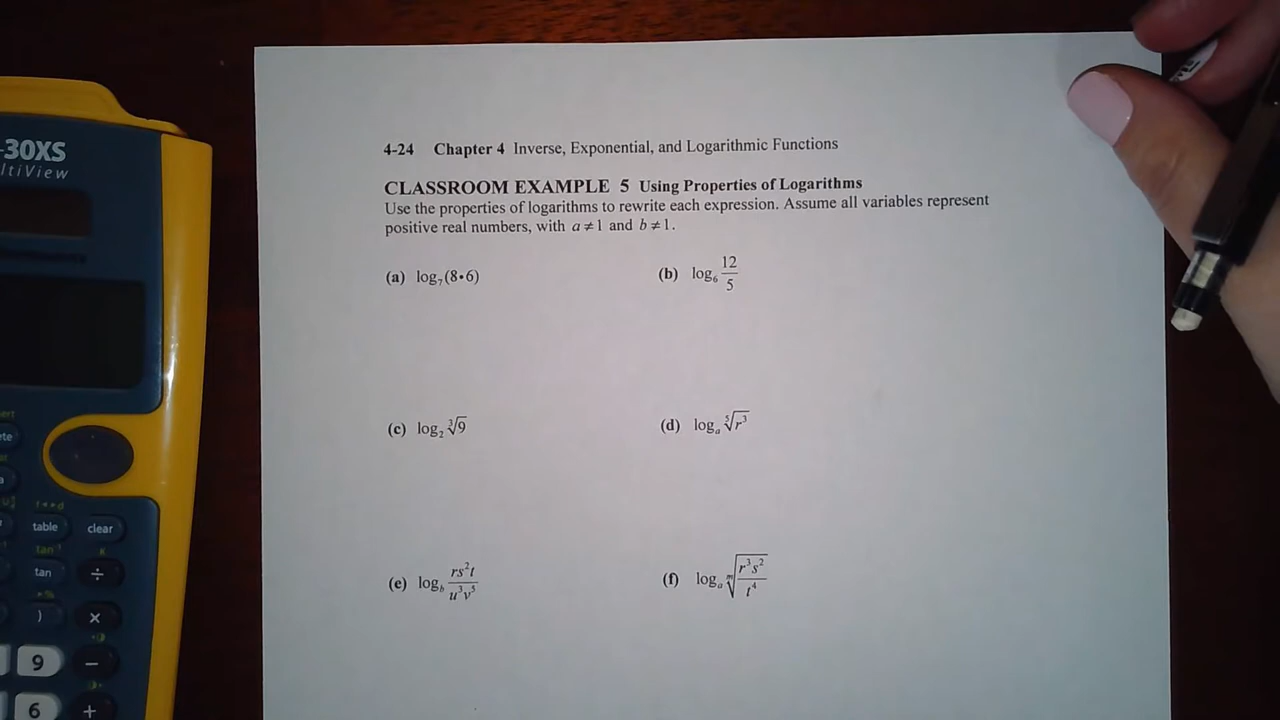 4-24 Chapter 4 Inverse, Exponential, and Logarithmic Functions
CLASSROOM EXAMPLE 5 Using Properties of Logarithms
Use the properties of logarithms to rewrite each expression. Assume all variables represent
positive real numbers, with a≠1 and b≠1.
(a) log₇(8•6) (b) log₆ 12/5
(c) log₂ ∛9 (d) logₐ ⁵√r³
(e) log_b rs²t/u³v⁵ (f) logₐ ᵐ√(r³s²/t⁴)
-30XS
ltiView
table
clear
tan⁻¹
tan
÷
)
×
9
−
6
+